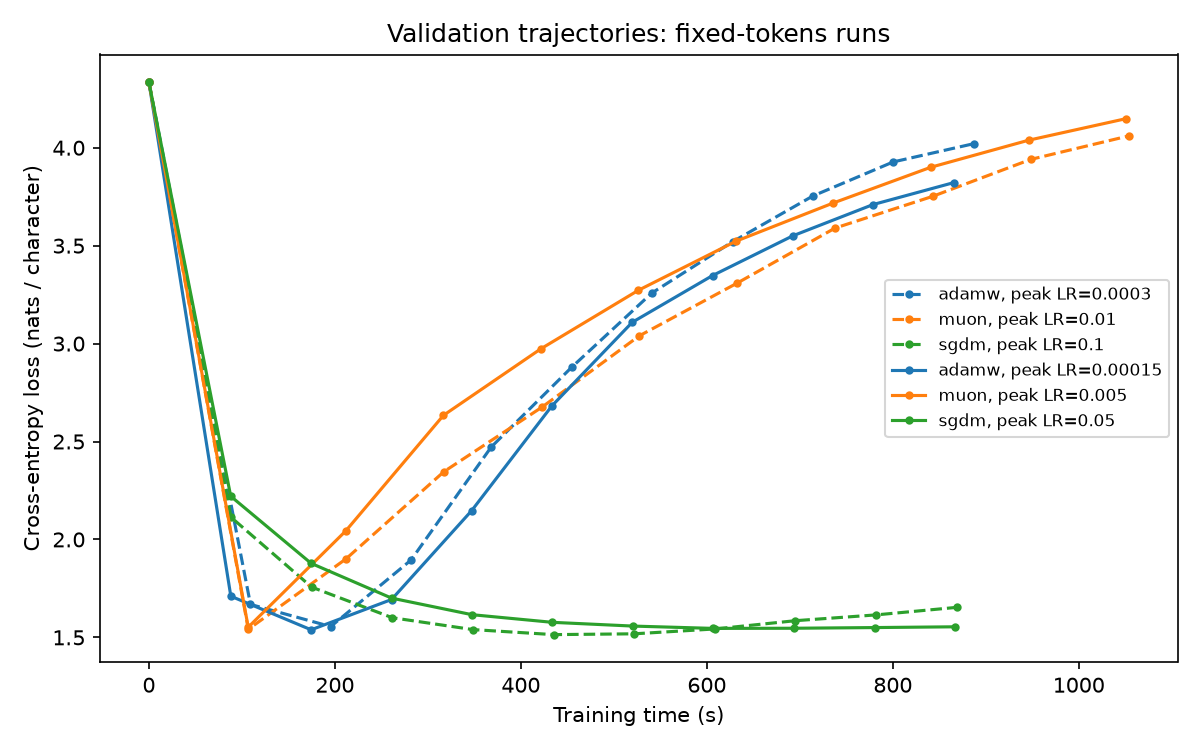 Validation trajectories: fixed-tokens runs
Cross-entropy loss (nats / character)
4.0
3.5
3.0
2.5
2.0
1.5
adamw, peak LR=0.0003
muon, peak LR=0.01
sgdm, peak LR=0.1
adamw, peak LR=0.00015
muon, peak LR=0.005
sgdm, peak LR=0.05
0 200 400 600 800 1000
Training time (s)